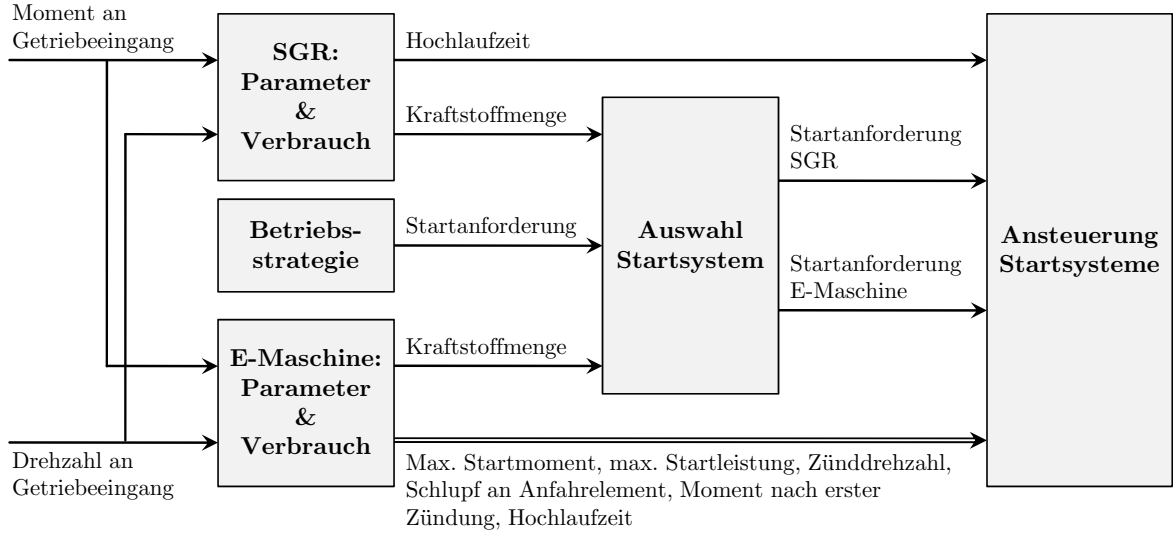 Moment an
Getriebeeingang
SGR:
Parameter
&
Verbrauch
Hochlaufzeit
Kraftstoffmenge
Betriebs-
strategie
Startanforderung
E-Maschine:
Parameter
&
Verbrauch
Kraftstoffmenge
Auswahl
Startsystem
Startanforderung
SGR
Startanforderung
E-Maschine
Ansteuerung
Startsysteme
Drehzahl an
Getriebeeingang
Max. Startmoment, max. Startleistung, Zünddrehzahl,
Schlupf an Anfahrelement, Moment nach erster
Zündung, Hochlaufzeit